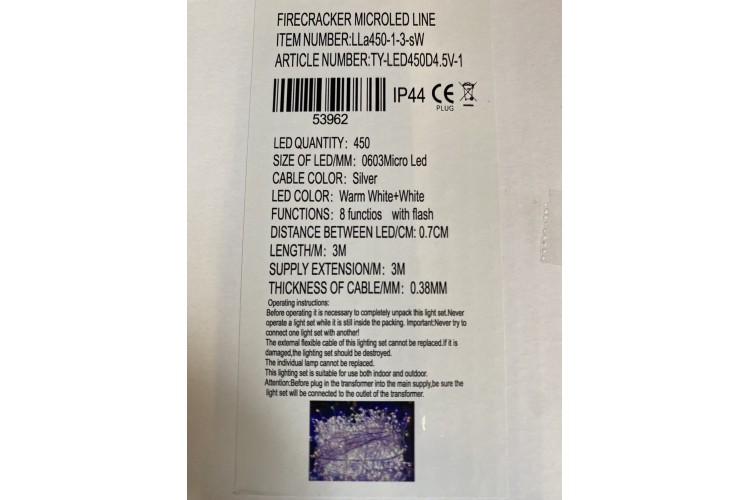 FIRECRACKER MICROLED LINE
ITEM NUMBER:LLa450-1-3-sW
ARTICLE NUMBER:TY-LED450D4.5V-1
IP44 CE
PLUG
53962
LED QUANTITY: 450
SIZE OF LED/MM: 0603Micro Led
CABLE COLOR: Silver
LED COLOR: Warm White+White
FUNCTIONS: 8 functios with flash
DISTANCE BETWEEN LED/CM: 0.7CM
LENGTH/M: 3M
SUPPLY EXTENSION/M: 3M
THICKNESS OF CABLE/MM: 0.38MM
Operating instructions:
Before operating it is necessary to completely unpack this light set.Never
operate a light set while it is still inside the packing. Important:Never try to
connect one light set with another!
The external flexible cable of this lighting set cannot be replaced.If it is
damaged,the lighting set should be destroyed.
The individual lamp cannot be replaced.
This lighting set is suitable for use both indoor and outdoor.
Attention:Before plug in the transformer into the main supply,be sure the
light set will be connected to the outlet of the transformer.